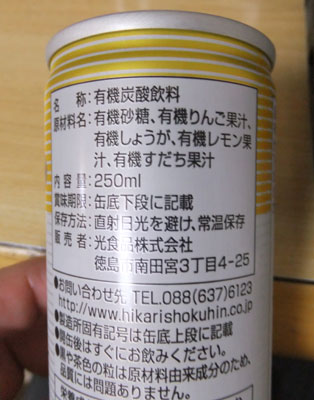 名 称:有機炭酸飲料
原材料名:有機砂糖、有機りんご果汁、
有機しょうが、有機レモン果
汁、有機すだち果汁
内 容 量:250ml
賞味期限:缶底下段に記載
保存方法:直射日光を避け、常温保存
販 売 者:光食品株式会社
徳島市南田宮3丁目4-25
●お問い合わせ先 TEL.088(637)6123
http://www.hikarishokuhin.co.jp
●製造所固有記号は缶底上段に記載
●開缶後はすぐにお飲みください。
●黒や茶色の粒は原材料由来成分のため、
品質には問題ありません。